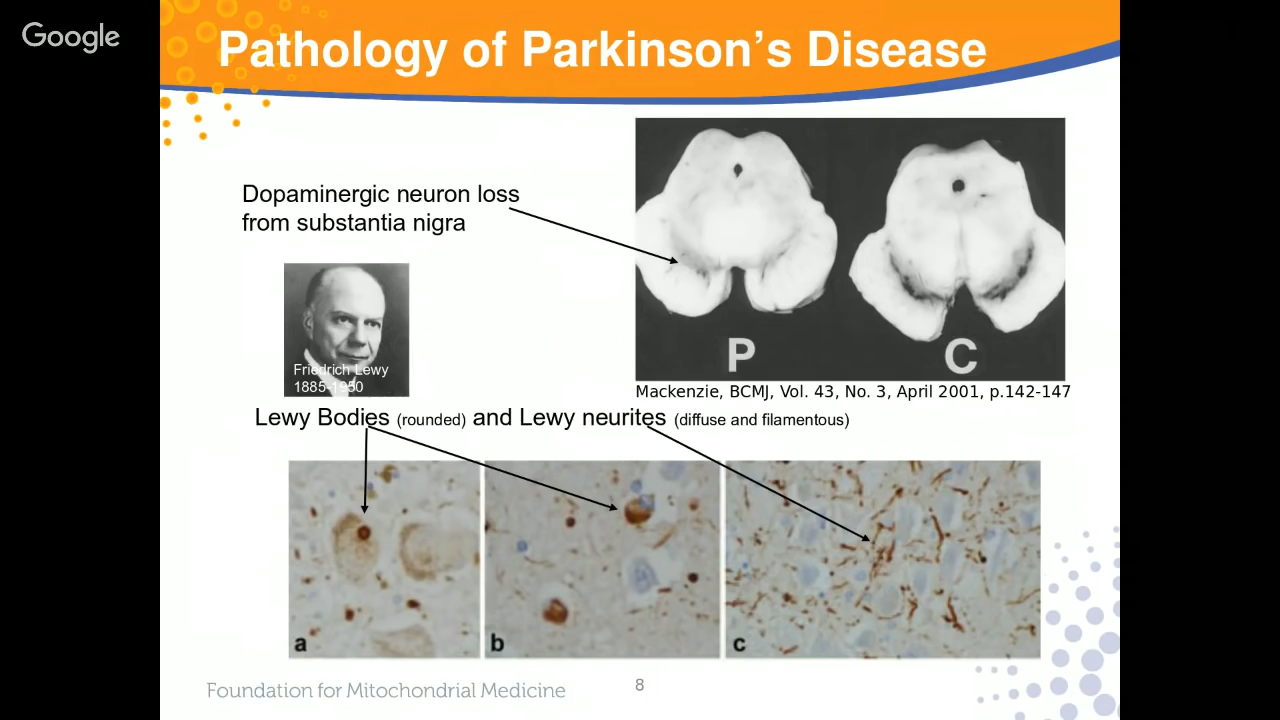 Google
Pathology of Parkinson's Disease
Dopaminergic neuron loss
from substantia nigra
Friedrich Lewy
1885-1950
P
C
Mackenzie, BCMJ, Vol. 43, No. 3, April 2001, p.142-147
Lewy Bodies (rounded) and Lewy neurites (diffuse and filamentous)
a
b
c
Foundation for Mitochondrial Medicine
8